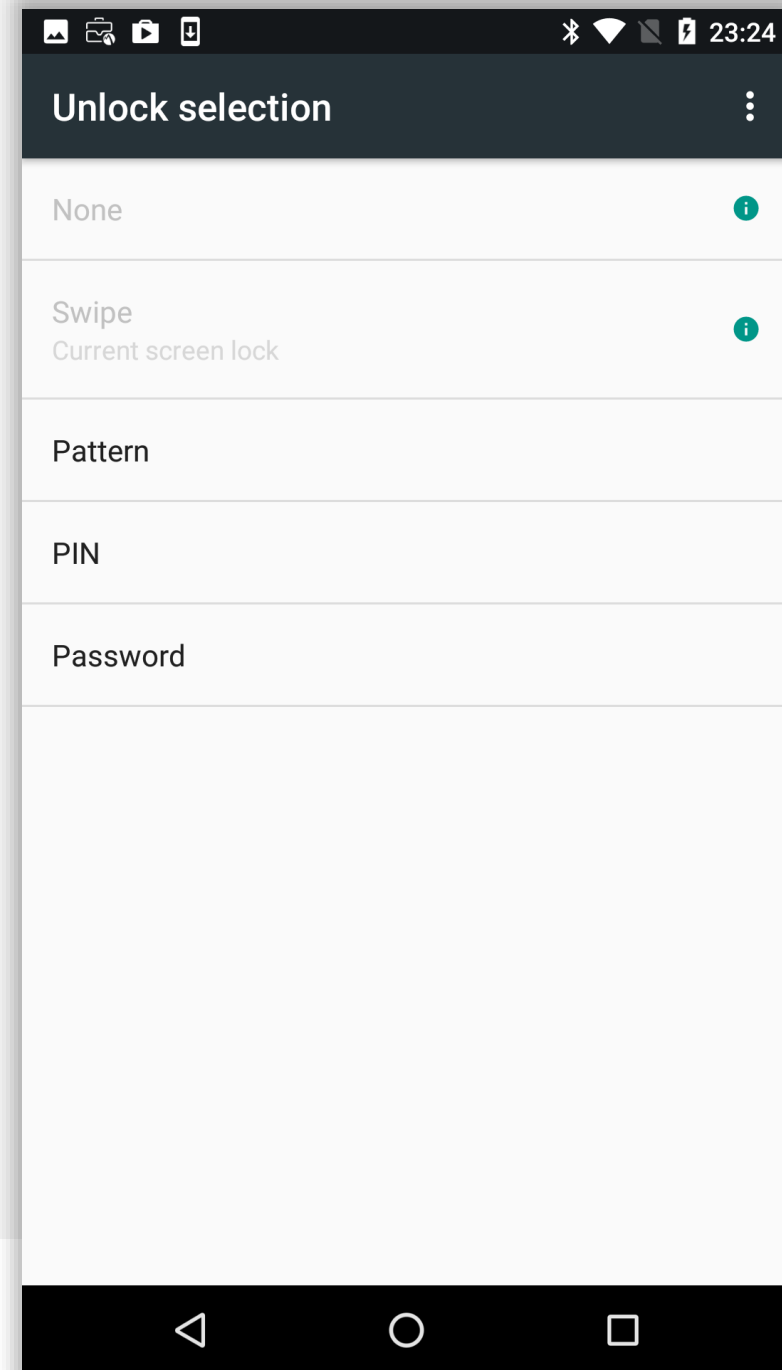 23:24
Unlock selection
None
Swipe
Current screen lock
Pattern
PIN
Password